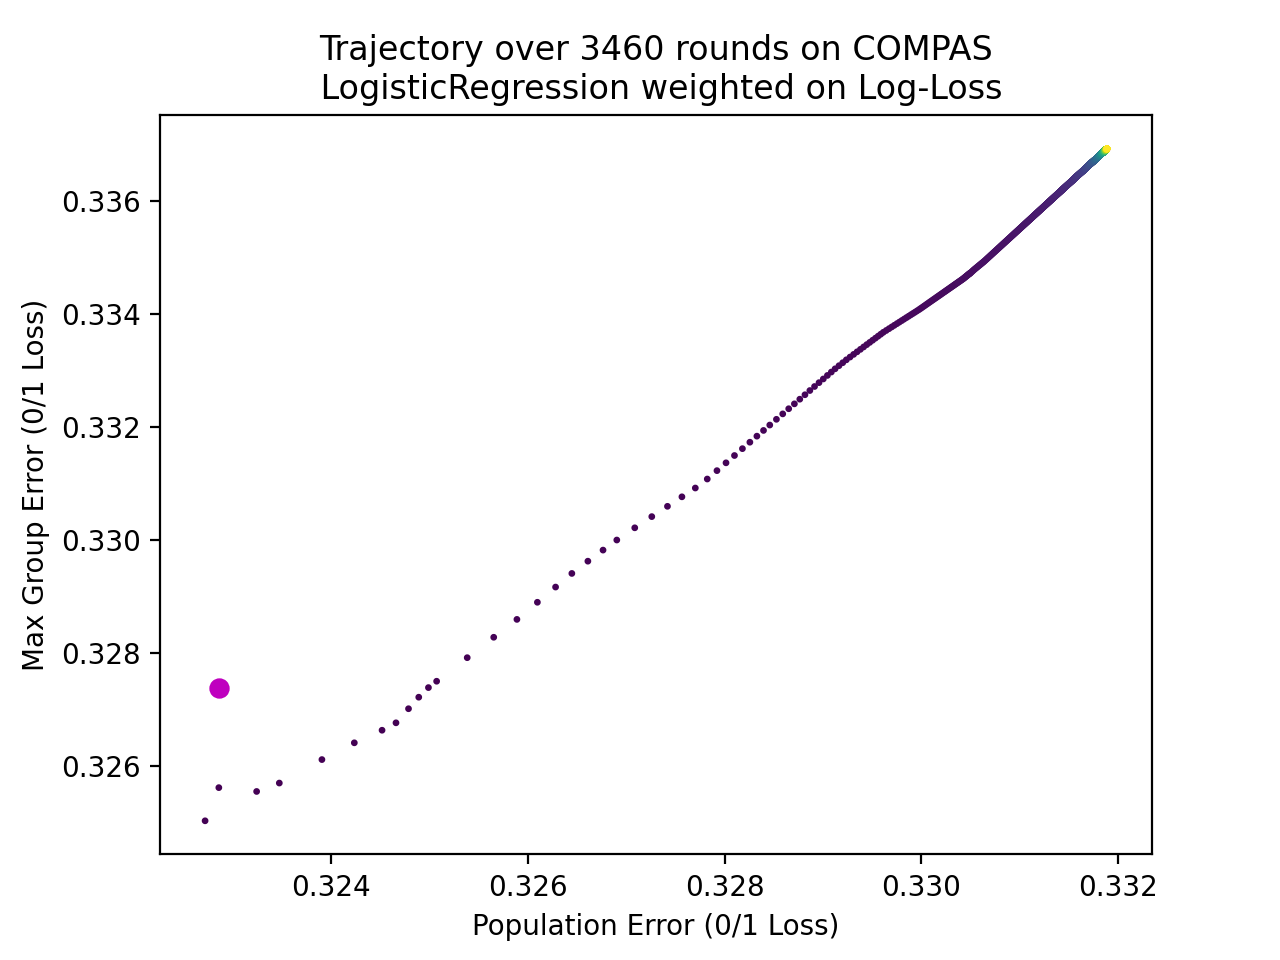 Trajectory over 3460 rounds on COMPAS
LogisticRegression weighted on Log-Loss
Max Group Error (0/1 Loss)
0.336
0.334
0.332
0.330
0.328
0.326
0.324
0.326
0.328
0.330
0.332
Population Error (0/1 Loss)